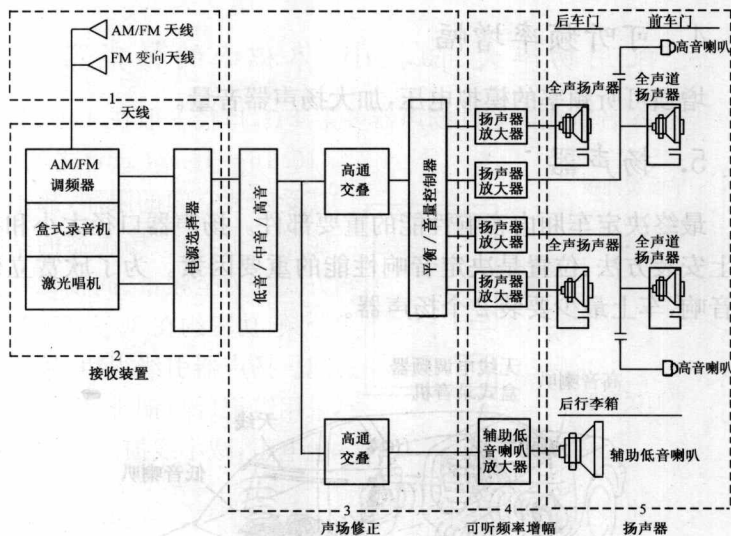 AM/FM 天线
FM 变向天线
1
天线
AM/FM
调频器
盒式录音机
激光唱机
电源选择器
2
接收装置
低音/中音/高音
高通
交叠
高通
交叠
平衡/音量控制器
3
声场修正
扬声器
放大器
扬声器
放大器
扬声器
放大器
扬声器
放大器
辅助低
音喇叭
放大器
4
可听频率增幅
后车门
前车门
高音喇叭
全声扬声器
全声道
扬声器
全声扬声器
全声道
扬声器
高音喇叭
后行李箱
辅助低音喇叭
5
扬声器